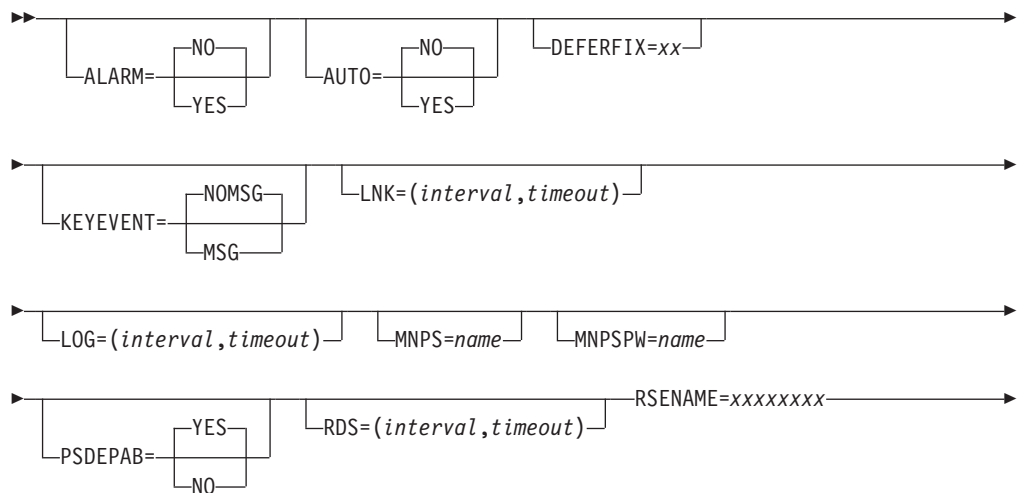 NO NO DEFERFIX=xx
ALARM= AUTO=
YES YES
NOMSG LNK=(interval,timeout)
KEYEVENT=
MSG
LOG=(interval,timeout) MNPS=name MNPSPW=name
RSENAME=xxxxxxxx
YES RDS=(interval,timeout)
PSDEPAB=
NO